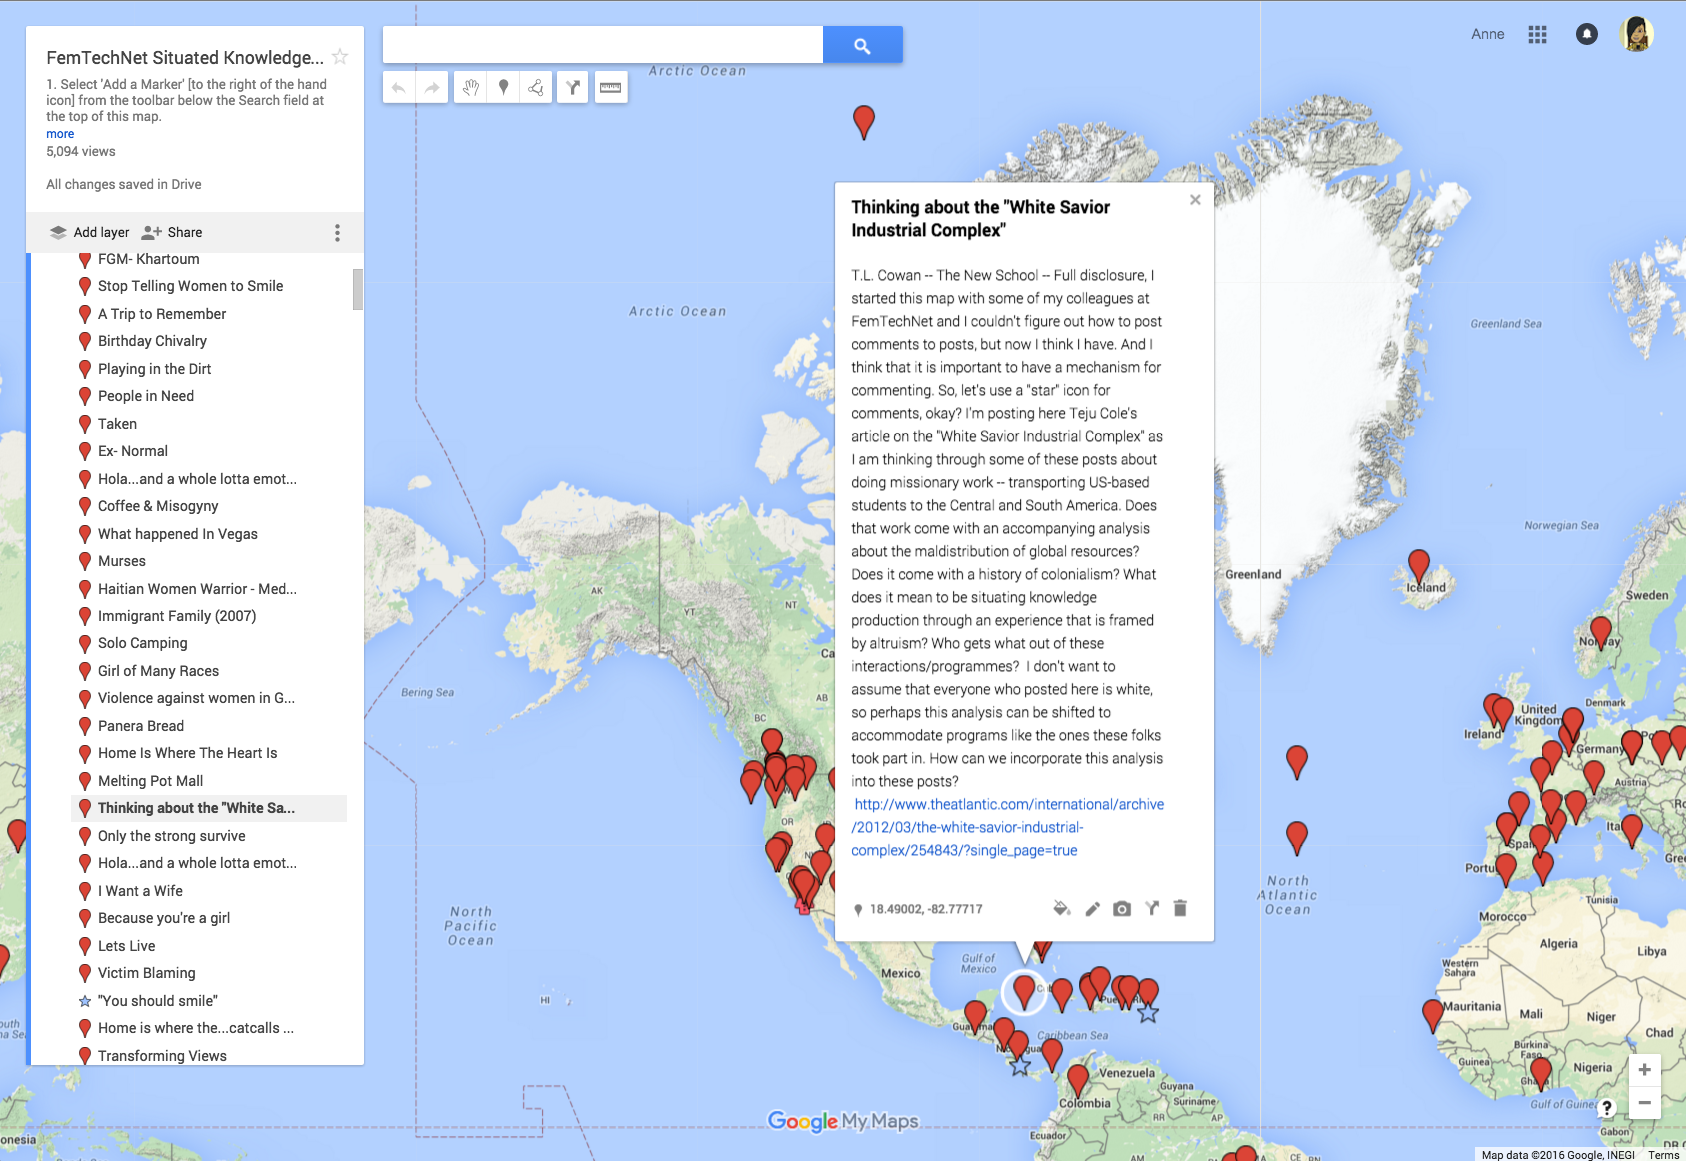 FemTechNet Situated Knowledge...
1. Select 'Add a Marker' [to the right of the hand
icon] from the toolbar below the Search field at
the top of this map.
more
5,094 views
All changes saved in Drive
Add layer
Share
FGM- Khartoum
Stop Telling Women to Smile
A Trip to Remember
Birthday Chivalry
Playing in the Dirt
People in Need
Taken
Ex- Normal
Hola...and a whole lotta emot...
Coffee & Misogyny
What happened In Vegas
Murses
Haitian Women Warrior - Med...
Immigrant Family (2007)
Solo Camping
Girl of Many Races
Violence against women in G...
Panera Bread
Home Is Where The Heart Is
Melting Pot Mall
Thinking about the "White Sa...
Only the strong survive
Hola...and a whole lotta emot...
I Want a Wife
Because you're a girl
Lets Live
Victim Blaming
"You should smile"
Home is where the...catcalls ...
Transforming Views
Anne
Thinking about the "White Savior
Industrial Complex"
T.L. Cowan -- The New School -- Full disclosure, I
started this map with some of my colleagues at
FemTechNet and I couldn't figure out how to post
comments to posts, but now I think I have. And I
think that it is important to have a mechanism for
commenting. So, let's use a "star" icon for
comments, okay? I'm posting here Teju Cole's
article on the "White Savior Industrial Complex" as
I am thinking through some of these posts about
doing missionary work -- transporting US-based
students to the Central and South America. Does
that work come with an accompanying analysis
about the maldistribution of global resources?
Does it come with a history of colonialism? What
does it mean to be situating knowledge
production through an experience that is framed
by altruism? Who gets what out of these
interactions/programmes?  I don't want to
assume that everyone who posted here is white,
so perhaps this analysis can be shifted to
accommodate programs like the ones these folks
took part in. How can we incorporate this analysis
into these posts?
http://www.theatlantic.com/international/archive
/2012/03/the-white-savior-industrial-
complex/254843/?single_page=true
18.49002, -82.77717
Arctic Ocean
Arctic Ocean
Greenland Sea
Norwegian Sea
Greenland
Iceland
Sweden
Norway
AK
YT
NT
Ca
Bering Sea
AB
BC
Denmark
United
Kingdom
Ireland
Germany
Austria
OR
Ita
Spai
Portu
Gree
North
Pacific
Ocean
North
Atlantic
Ocean
Tunisia
Morocco
Algeria
Libya
Western
Sahara
Gulf of
Mexico
Mexico
HI
Puerto Ri
Caribbean Sea
Mauritania
Mali
Niger
Chad
Burkina
Faso
Guinea
Nigeria
Gulf of Guine
Gabon
DR
Venezuela
Guyana
Suriname
Colombia
Ecuador
RR
AP
AM
PA
MA
CE
RN
onesia
Google My Maps
?
Map data ©2016 Google, INEGI
Terms